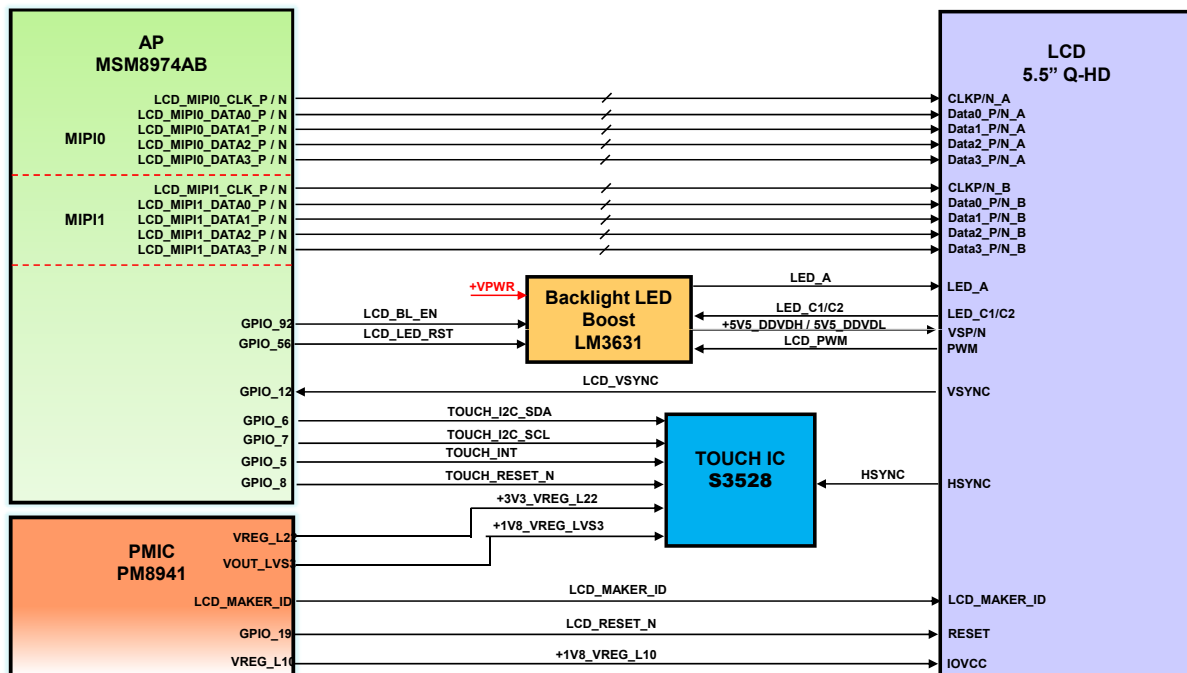 AP
MSM8974AB
LCD
5.5” Q-HD
MIPI0
LCD_MIPI0_CLK_P / N
LCD_MIPI0_DATA0_P / N
LCD_MIPI0_DATA1_P / N
LCD_MIPI0_DATA2_P / N
LCD_MIPI0_DATA3_P / N
CLKP/N_A
Data0_P/N_A
Data1_P/N_A
Data2_P/N_A
Data3_P/N_A
MIPI1
LCD_MIPI1_CLK_P / N
LCD_MIPI1_DATA0_P / N
LCD_MIPI1_DATA1_P / N
LCD_MIPI1_DATA2_P / N
LCD_MIPI1_DATA3_P / N
CLKP/N_B
Data0_P/N_B
Data1_P/N_B
Data2_P/N_B
Data3_P/N_B
+VPWR
Backlight LED
Boost
LM3631
LED_A
LED_A
LED_C1/C2
LED_C1/C2
+5V5_DDVDH / 5V5_DDVDL
VSP/N
LCD_PWM
PWM
GPIO_92
LCD_BL_EN
GPIO_56
LCD_LED_RST
GPIO_12
LCD_VSYNC
VSYNC
GPIO_6
TOUCH_I2C_SDA
GPIO_7
TOUCH_I2C_SCL
GPIO_5
TOUCH_INT
GPIO_8
TOUCH_RESET_N
TOUCH IC
S3528
HSYNC
HSYNC
+3V3_VREG_L22
+1V8_VREG_LVS3
PMIC
PM8941
VREG_L22
VOUT_LVS3
LCD_MAKER_ID
LCD_MAKER_ID
LCD_MAKER_ID
GPIO_19
LCD_RESET_N
RESET
VREG_L10
+1V8_VREG_L10
IOVCC